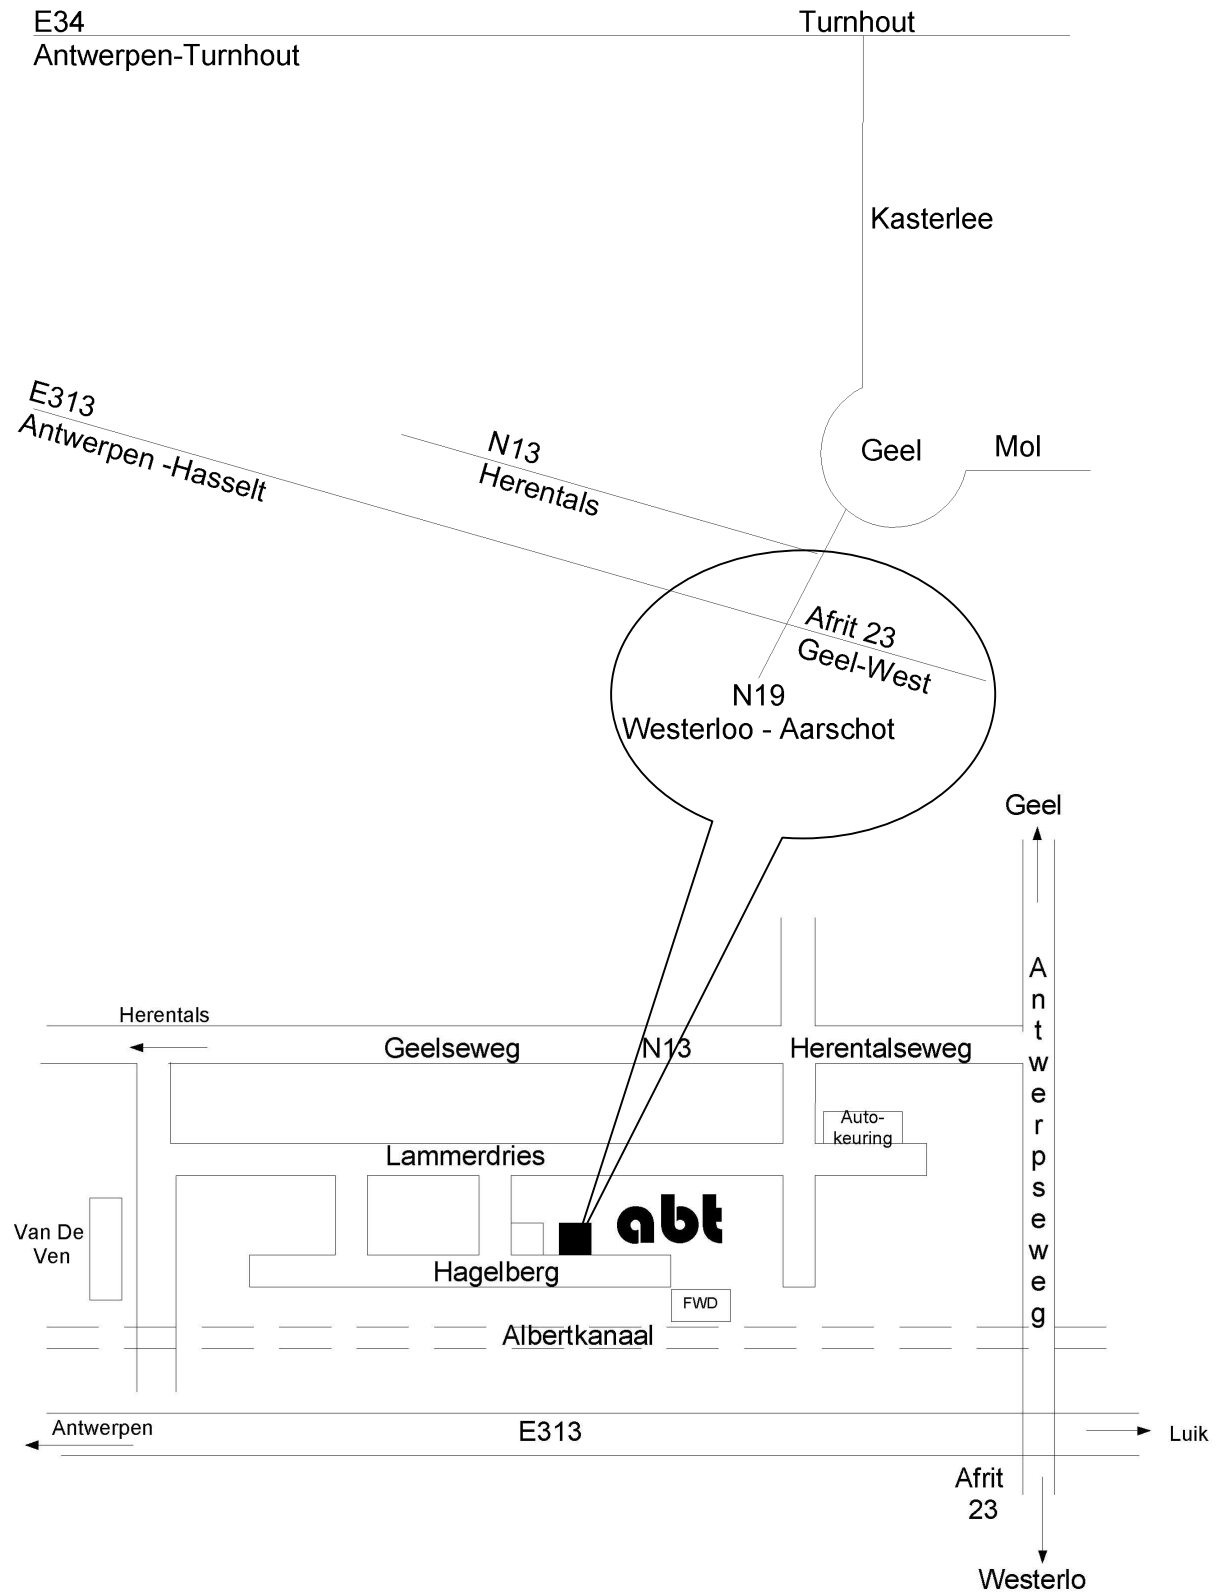 E34
Turnhout
Antwerpen-Turnhout
Kasterlee
E313
Antwerpen -Hasselt
N13
Herentals
Geel
Mol
Afrit 23
Geel-West
N19
Westerloo - Aarschot
Geel
Antwerpseweg
Herentals
Geelseweg
N13
Herentalseweg
Auto-
keuring
Lammerdries
abt
Van De
Ven
Hagelberg
FWD
Albertkanaal
Antwerpen
E313
Luik
Afrit
23
Westerlo